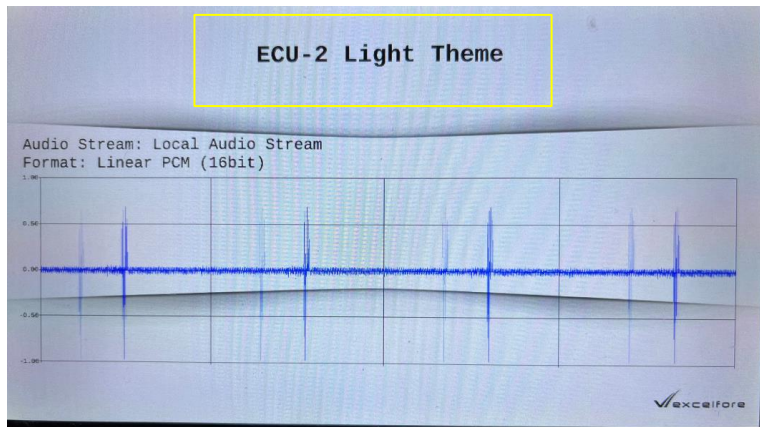 ECU-2 Light Theme
Audio Stream: Local Audio Stream
Format: Linear PCM (16bit)
1.00
0.50
0.00
-0.50
-1.00
excelfore